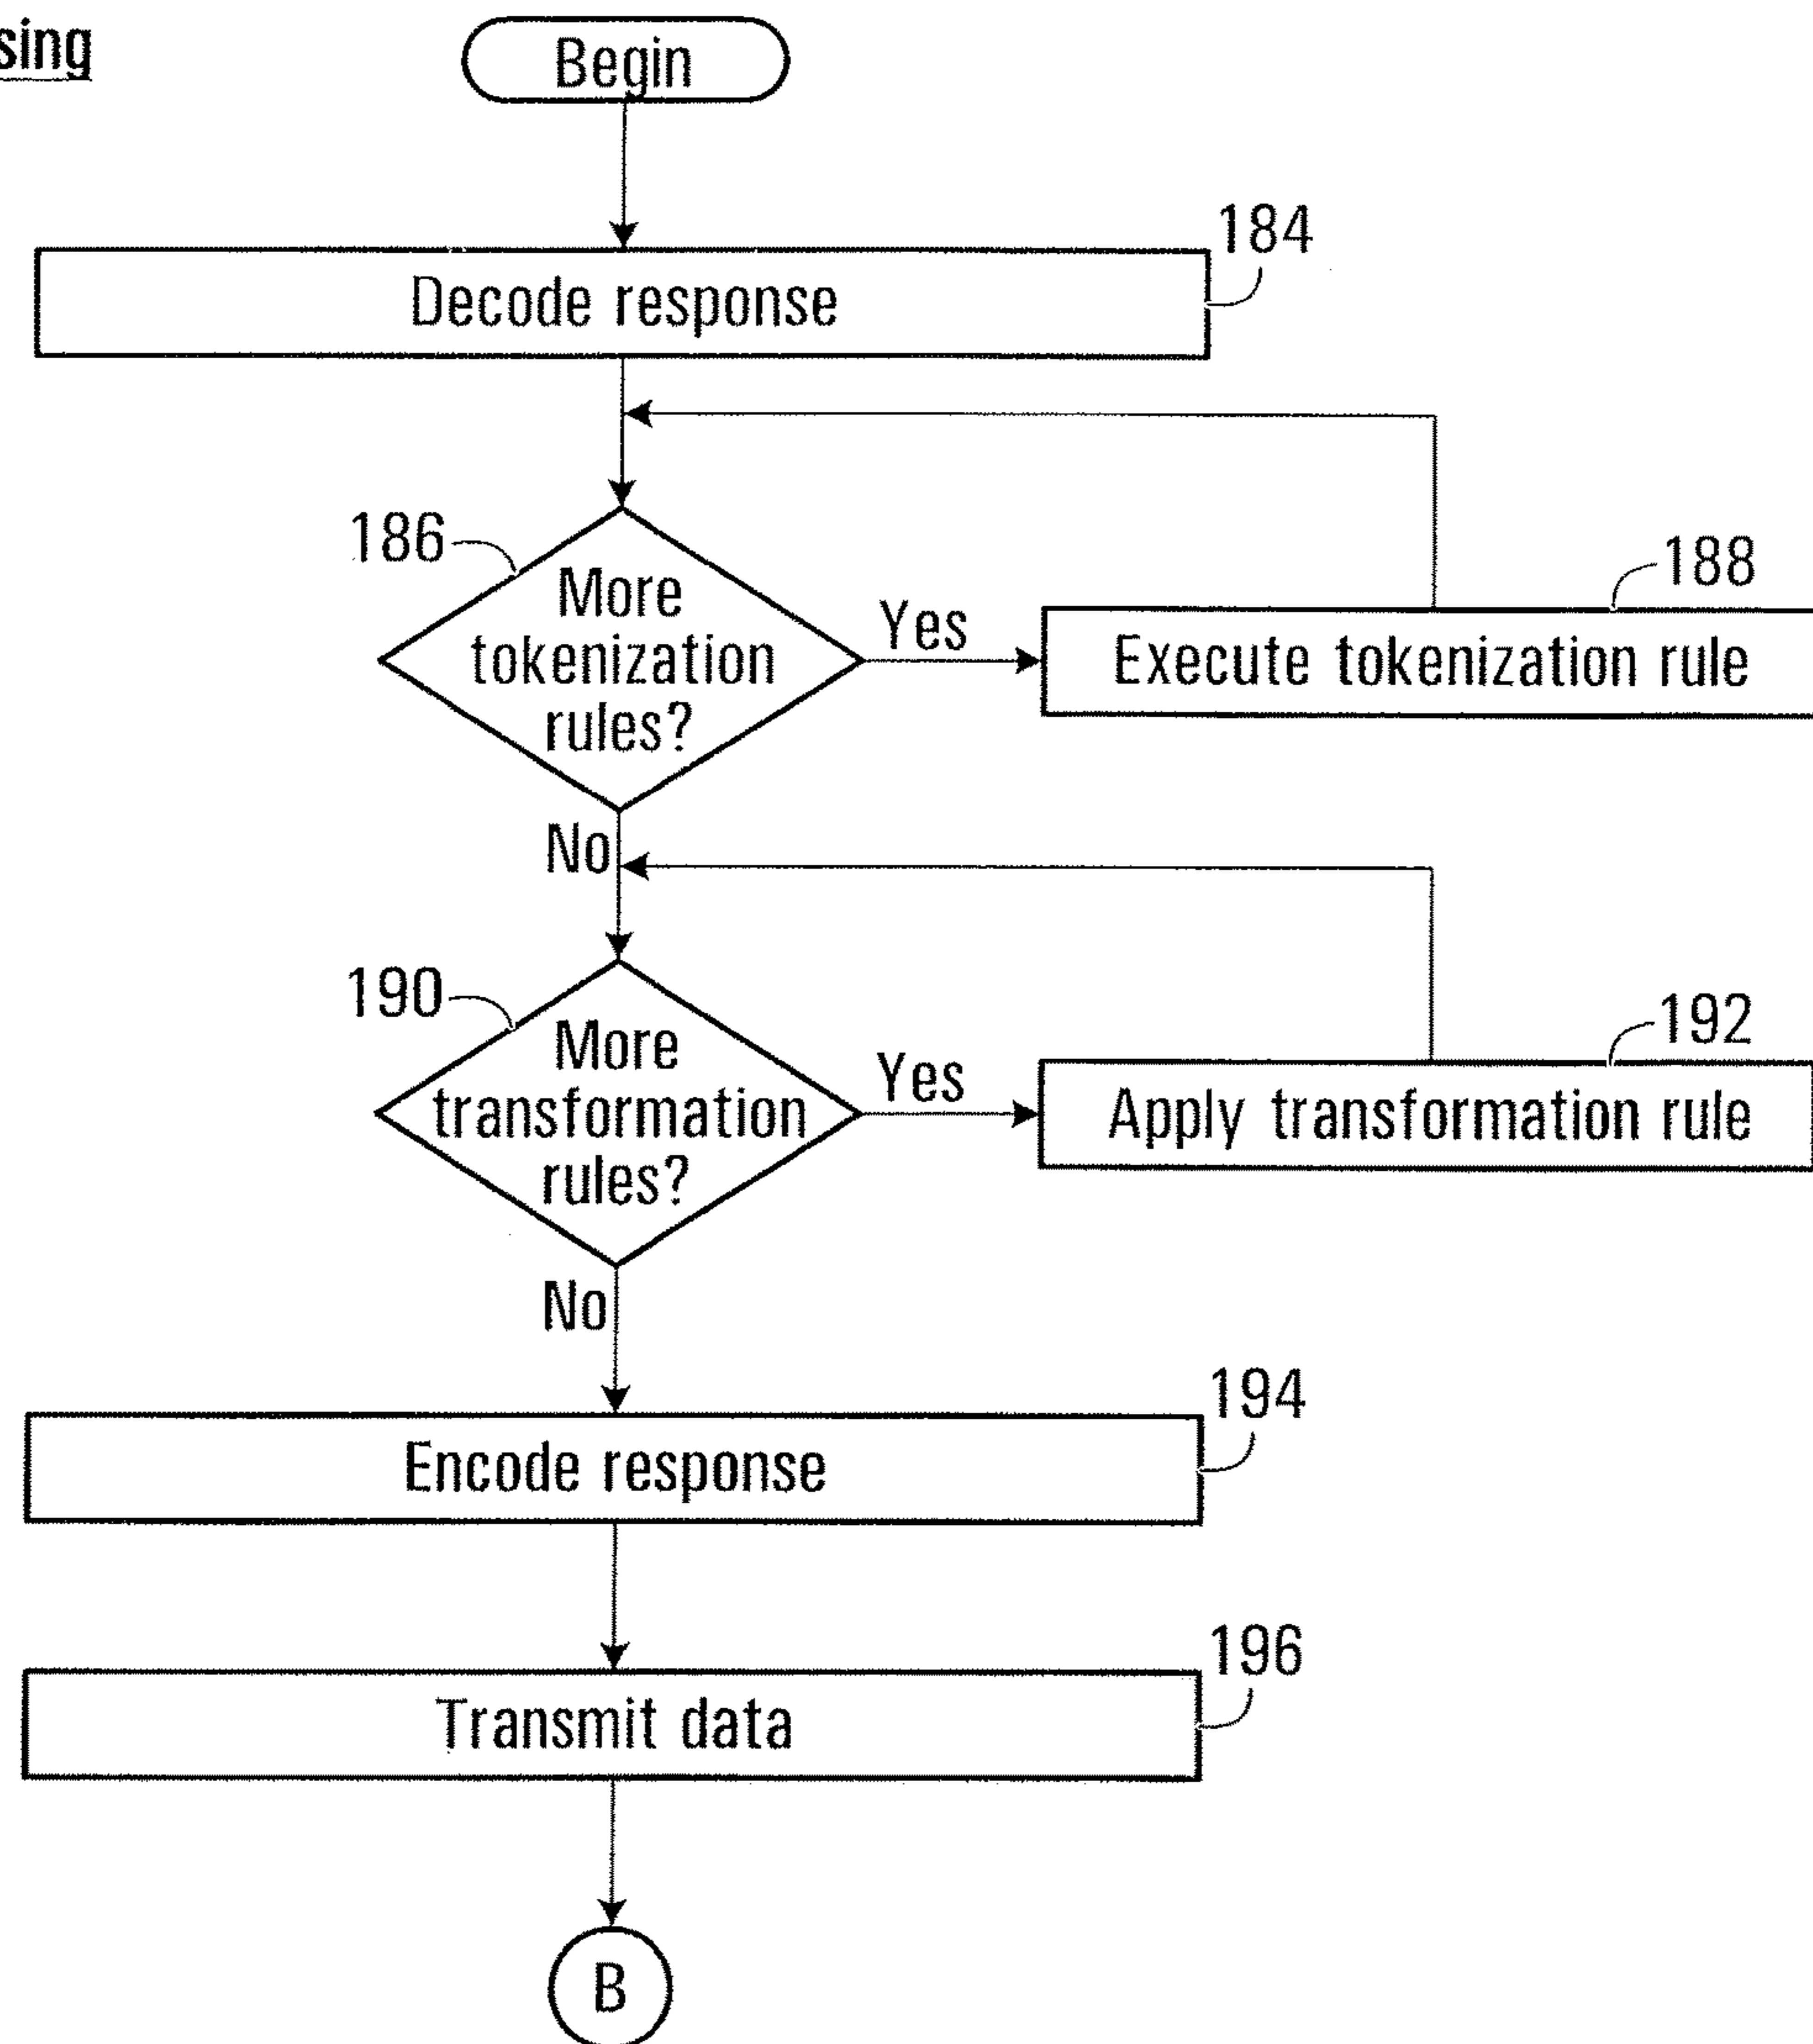 sing
Begin
184
Decode response
186
More
tokenization
rules?
Yes
188
Execute tokenization rule
No
190
More
transformation
rules?
Yes
192
Apply transformation rule
No
194
Encode response
196
Transmit data
B